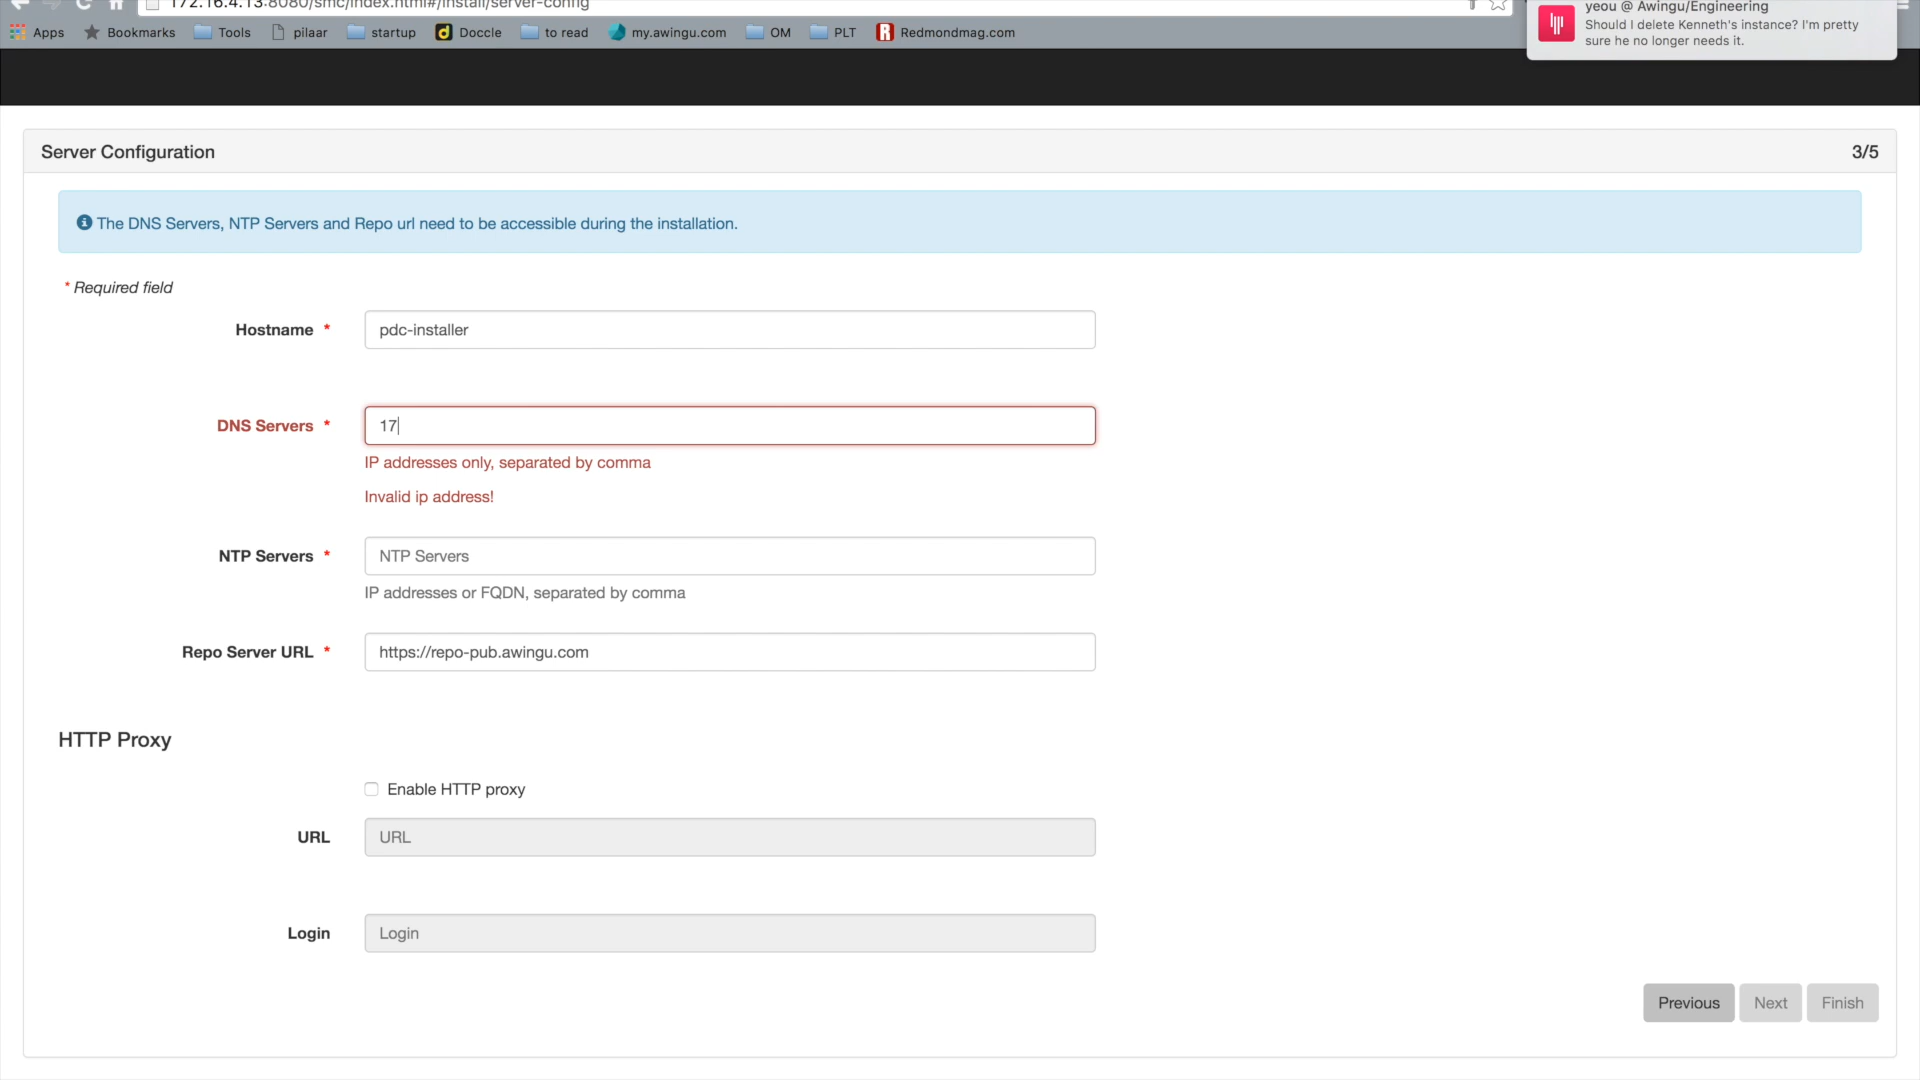 172.16.4.13:8080/smc/index.html#/install/server-config
yeou @ Awingu/Engineering
Should I delete Kenneth's instance? I'm pretty
sure he no longer needs it.
Apps Bookmarks Tools pilaar startup Doccle to read my.awingu.com OM PLT Redmondmag.com
Server Configuration 3/5
The DNS Servers, NTP Servers and Repo url need to be accessible during the installation.
* Required field
Hostname * pdc-installer
DNS Servers * 17
IP addresses only, separated by comma
Invalid ip address!
NTP Servers * NTP Servers
IP addresses or FQDN, separated by comma
Repo Server URL * https://repo-pub.awingu.com
HTTP Proxy
Enable HTTP proxy
URL URL
Login Login
Previous Next Finish